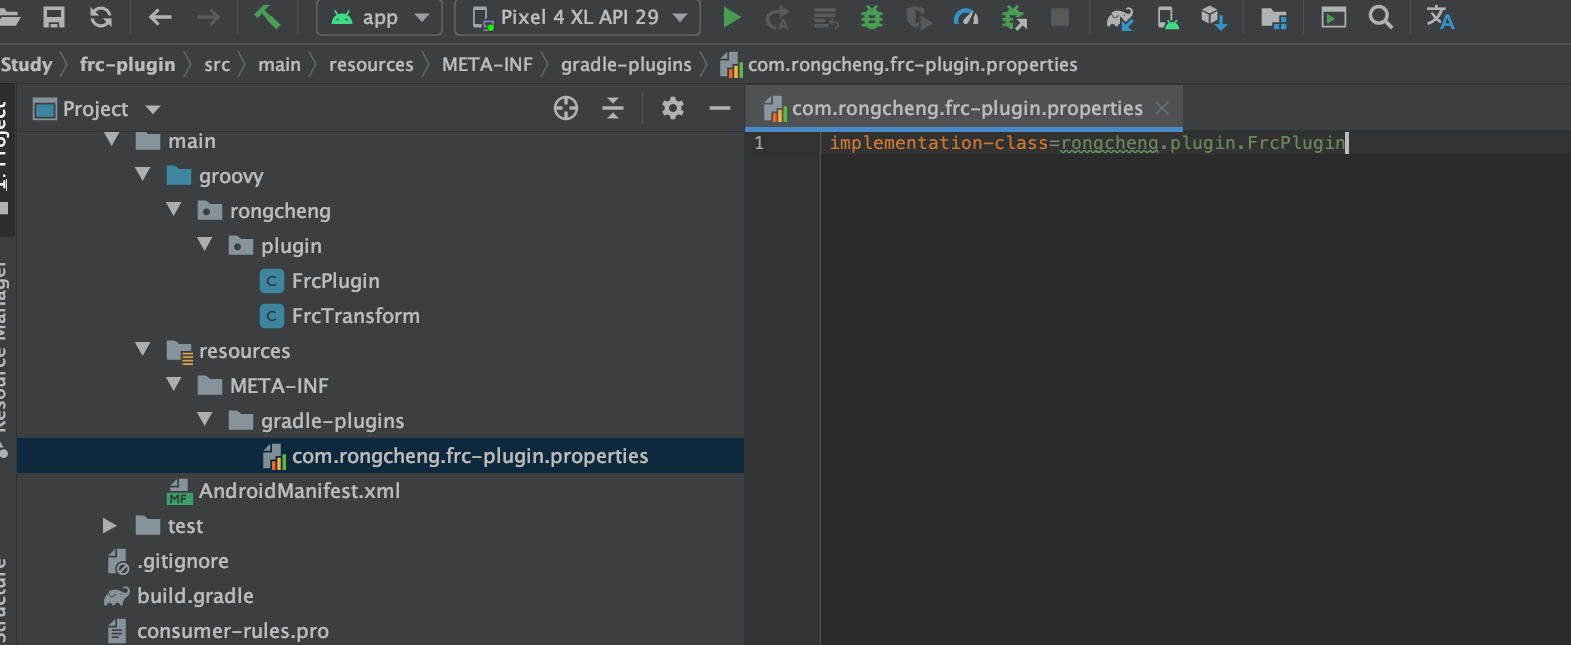 app
Pixel 4 XL API 29
Study
frc-plugin
src
main
resources
META-INF
gradle-plugins
com.rongcheng.frc-plugin.properties
Project
com.rongcheng.frc-plugin.properties
1
implementation-class=rongcheng.plugin.FrcPlugin
main
groovy
rongcheng
plugin
C FrcPlugin
C FrcTransform
resources
META-INF
gradle-plugins
com.rongcheng.frc-plugin.properties
MF AndroidManifest.xml
test
.gitignore
build.gradle
consumer-rules.pro
1: Project
Resource Manager
Structure